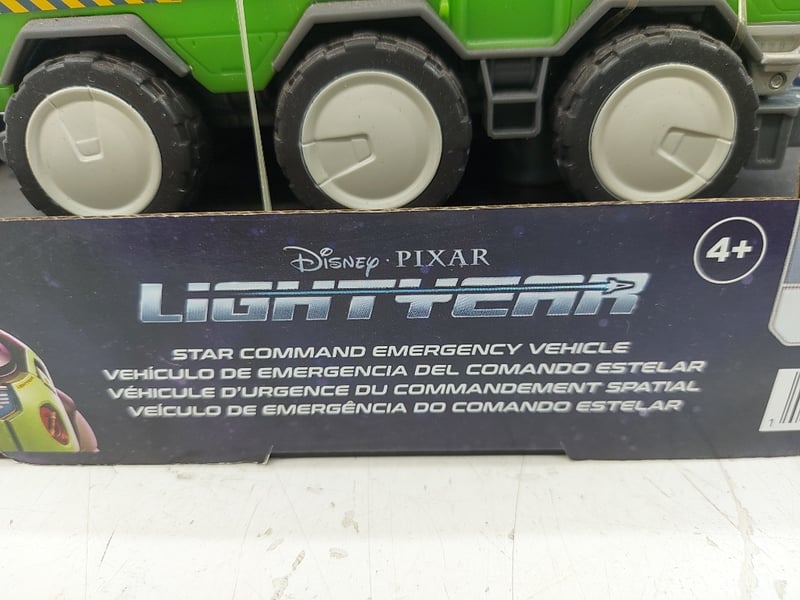 Disney · PIXAR
4+
LIGHTYEAR
STAR COMMAND EMERGENCY VEHICLE
VEHÍCULO DE EMERGENCIA DEL COMANDO ESTELAR
VÉHICULE D'URGENCE DU COMMANDEMENT SPATIAL
VEÍCULO DE EMERGÊNCIA DO COMANDO ESTELAR
1